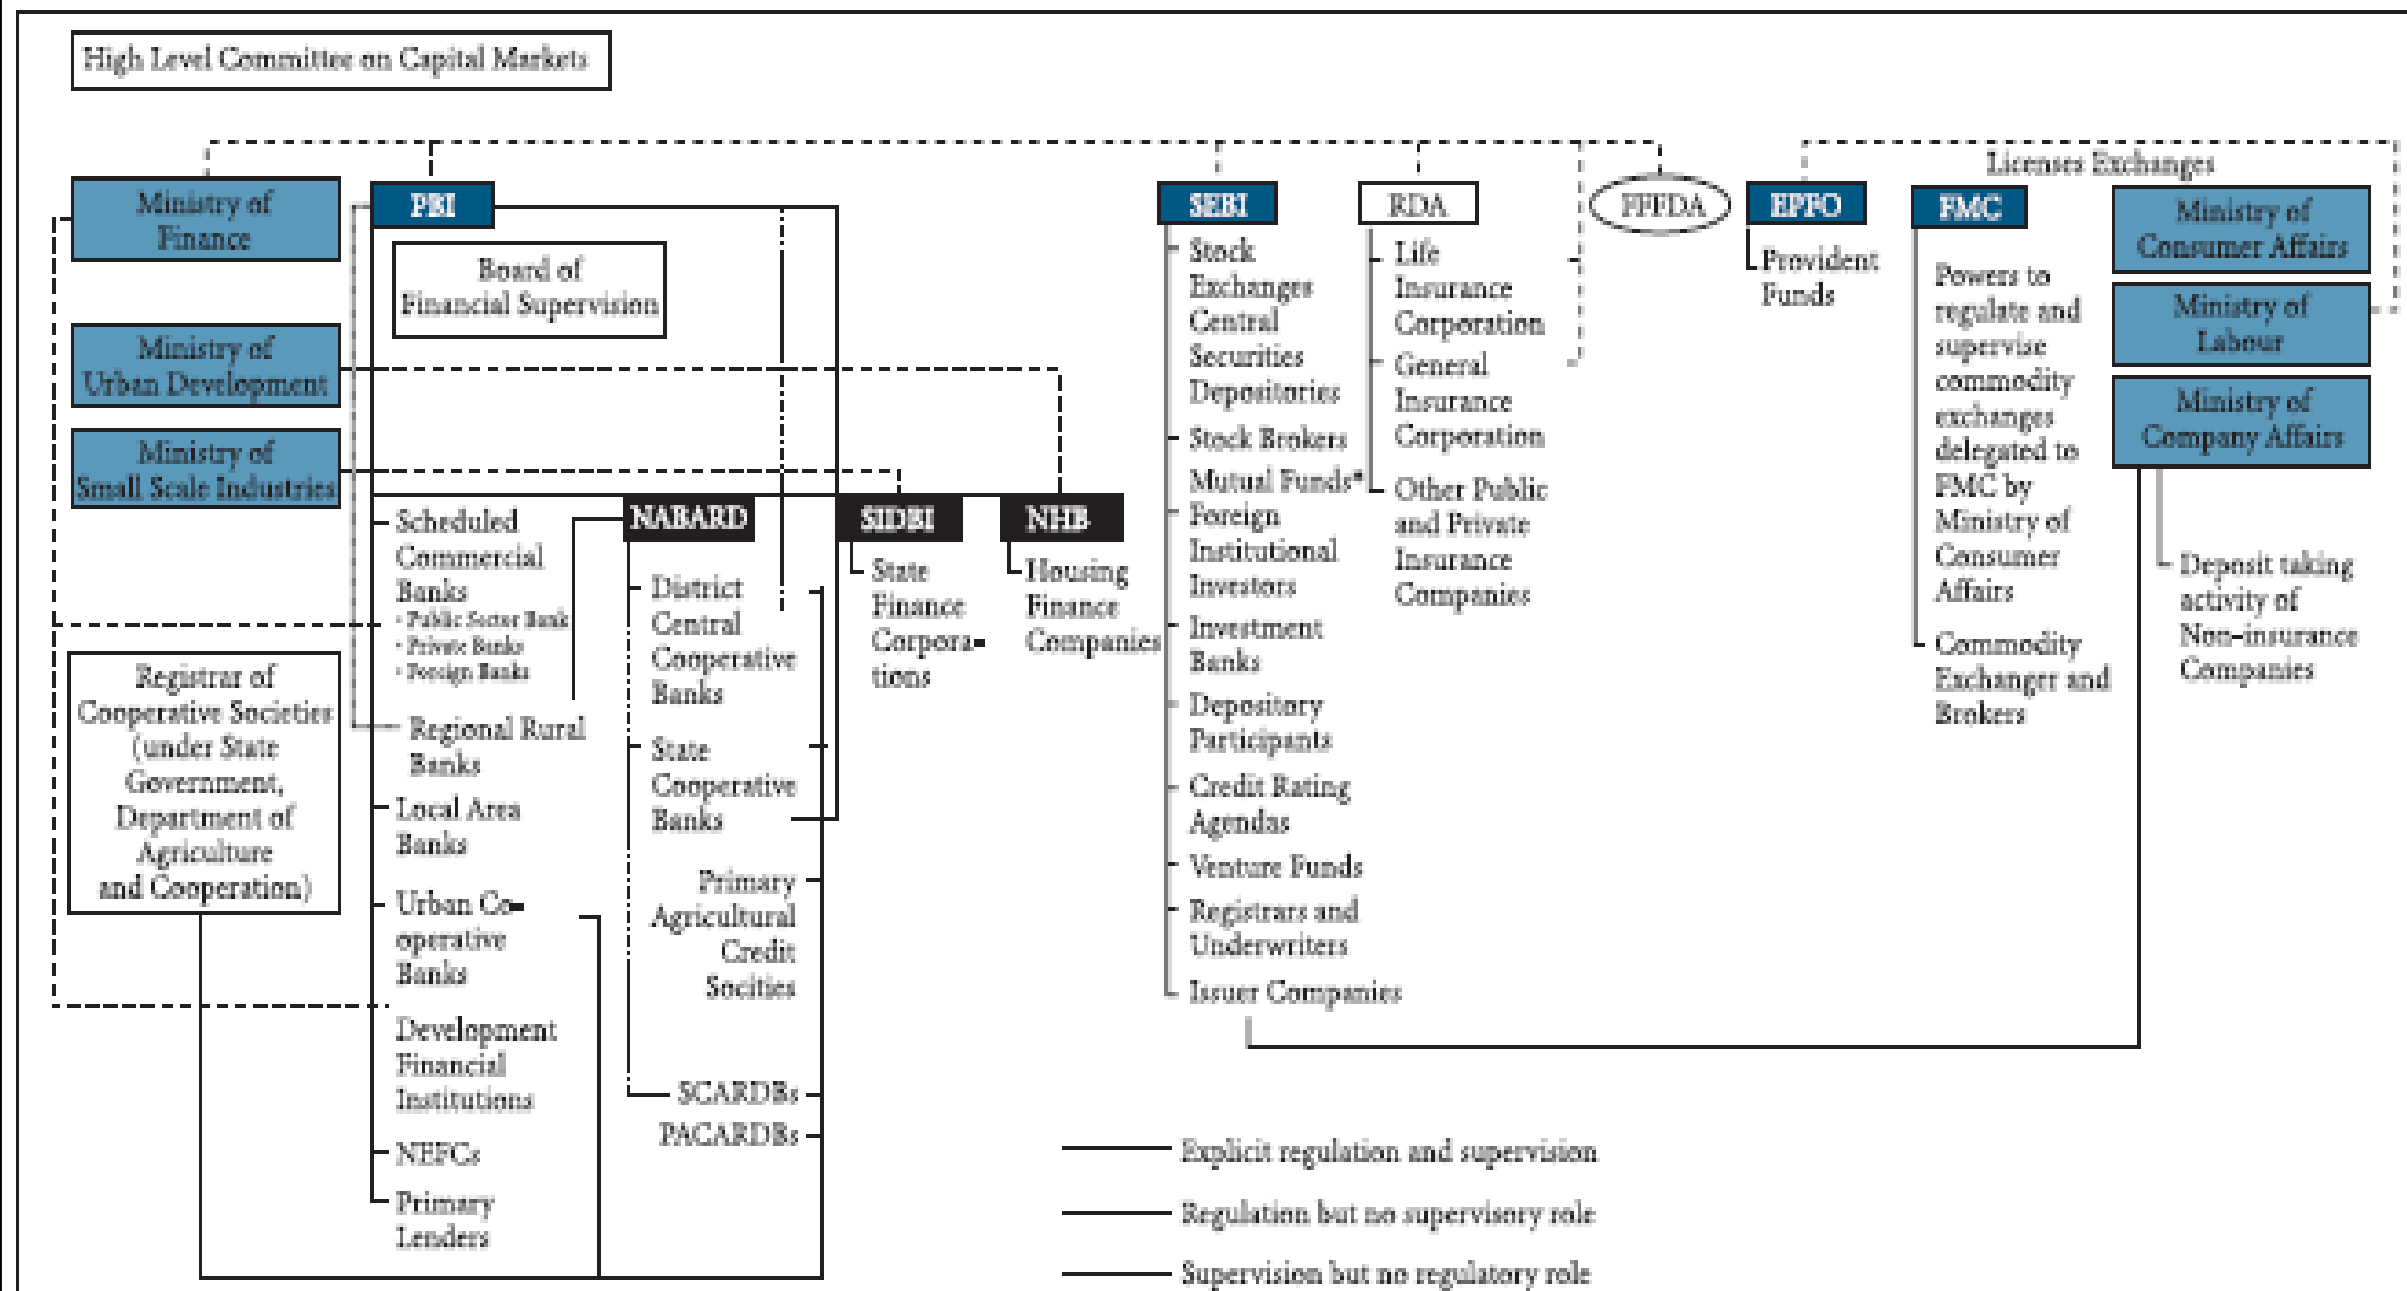 High Level Committee on Capital Markets
Licenses Exchanges
Ministry of
Finance
PBI
Board of
Financial Supervision
Ministry of
Urban Development
Ministry of
Small Scale Industries
Registrar of
Cooperative Societies
(under State
Government,
Department of
Agriculture
and Cooperation)
Scheduled
Commercial
Banks
• Public Sector Bank
• Private Banks
• Foreign Banks
Regional Rural
Banks
Local Area
Banks
Urban Co-
operative
Banks
Development
Financial
Institutions
NEFCs
Primary
Lenders
NABARD
District
Central
Cooperative
Banks
State
Cooperative
Banks
Primary
Agricultural
Credit
Socities
SCARDBs
PACARDBs
SIDBI
State
Finance
Corpora-
tions
NHB
Housing
Finance
Companies
SEBI
Stock
Exchanges
Central
Securities
Depositories
Stock Brokers
Mutual Funds*
Foreign
Institutional
Investors
Investment
Banks
Depository
Participants
Credit Rating
Agendas
Venture Funds
Registrars and
Underwriters
Issuer Companies
RDA
Life
Insurance
Corporation
General
Insurance
Corporation
Other Public
and Private
Insurance
Companies
FFFDA
EPFO
Provident
Funds
FMC
Powers to
regulate and
supervise
commodity
exchanges
delegated to
FMC by
Ministry of
Consumer
Affairs
Commodity
Exchanger and
Brokers
Ministry of
Consumer Affairs
Ministry of
Labour
Ministry of
Company Affairs
Deposit taking
activity of
Non-insurance
Companies
Explicit regulation and supervision
Regulation but no supervisory role
Supervision but no regulatory role